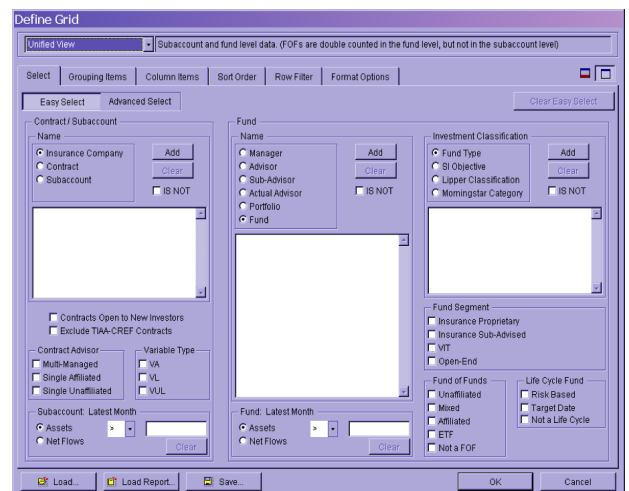 Define Grid
Unified View
Subaccount and fund level data. (FOFs are double counted in the fund level, but not in the subaccount level)
Select
Grouping Items
Column Items
Sort Order
Row Filter
Format Options
Easy Select
Advanced Select
Clear Easy Select
Contract / Subaccount
Name
Insurance Company
Contract
Subaccount
Add
Clear
IS NOT
Contracts Open to New Investors
Exclude TIAA-CREF Contracts
Contract Advisor
Multi-Managed
Single Affiliated
Single Unaffiliated
Variable Type
VA
VL
VUL
Subaccount: Latest Month
Assets
>
Net Flows
Clear
Fund
Name
Manager
Advisor
Sub-Advisor
Actual Advisor
Portfolio
Fund
Add
Clear
IS NOT
Fund: Latest Month
Assets
>
Net Flows
Clear
Investment Classification
Fund Type
SI Objective
Lipper Classification
Morningstar Category
Add
Clear
IS NOT
Fund Segment
Insurance Proprietary
Insurance Sub-Advised
VIT
Open-End
Fund of Funds
Unaffiliated
Mixed
Affiliated
ETF
Not a FOF
Life Cycle Fund
Risk Based
Target Date
Not a Life Cycle
Load...
Load Report...
Save...
OK
Cancel